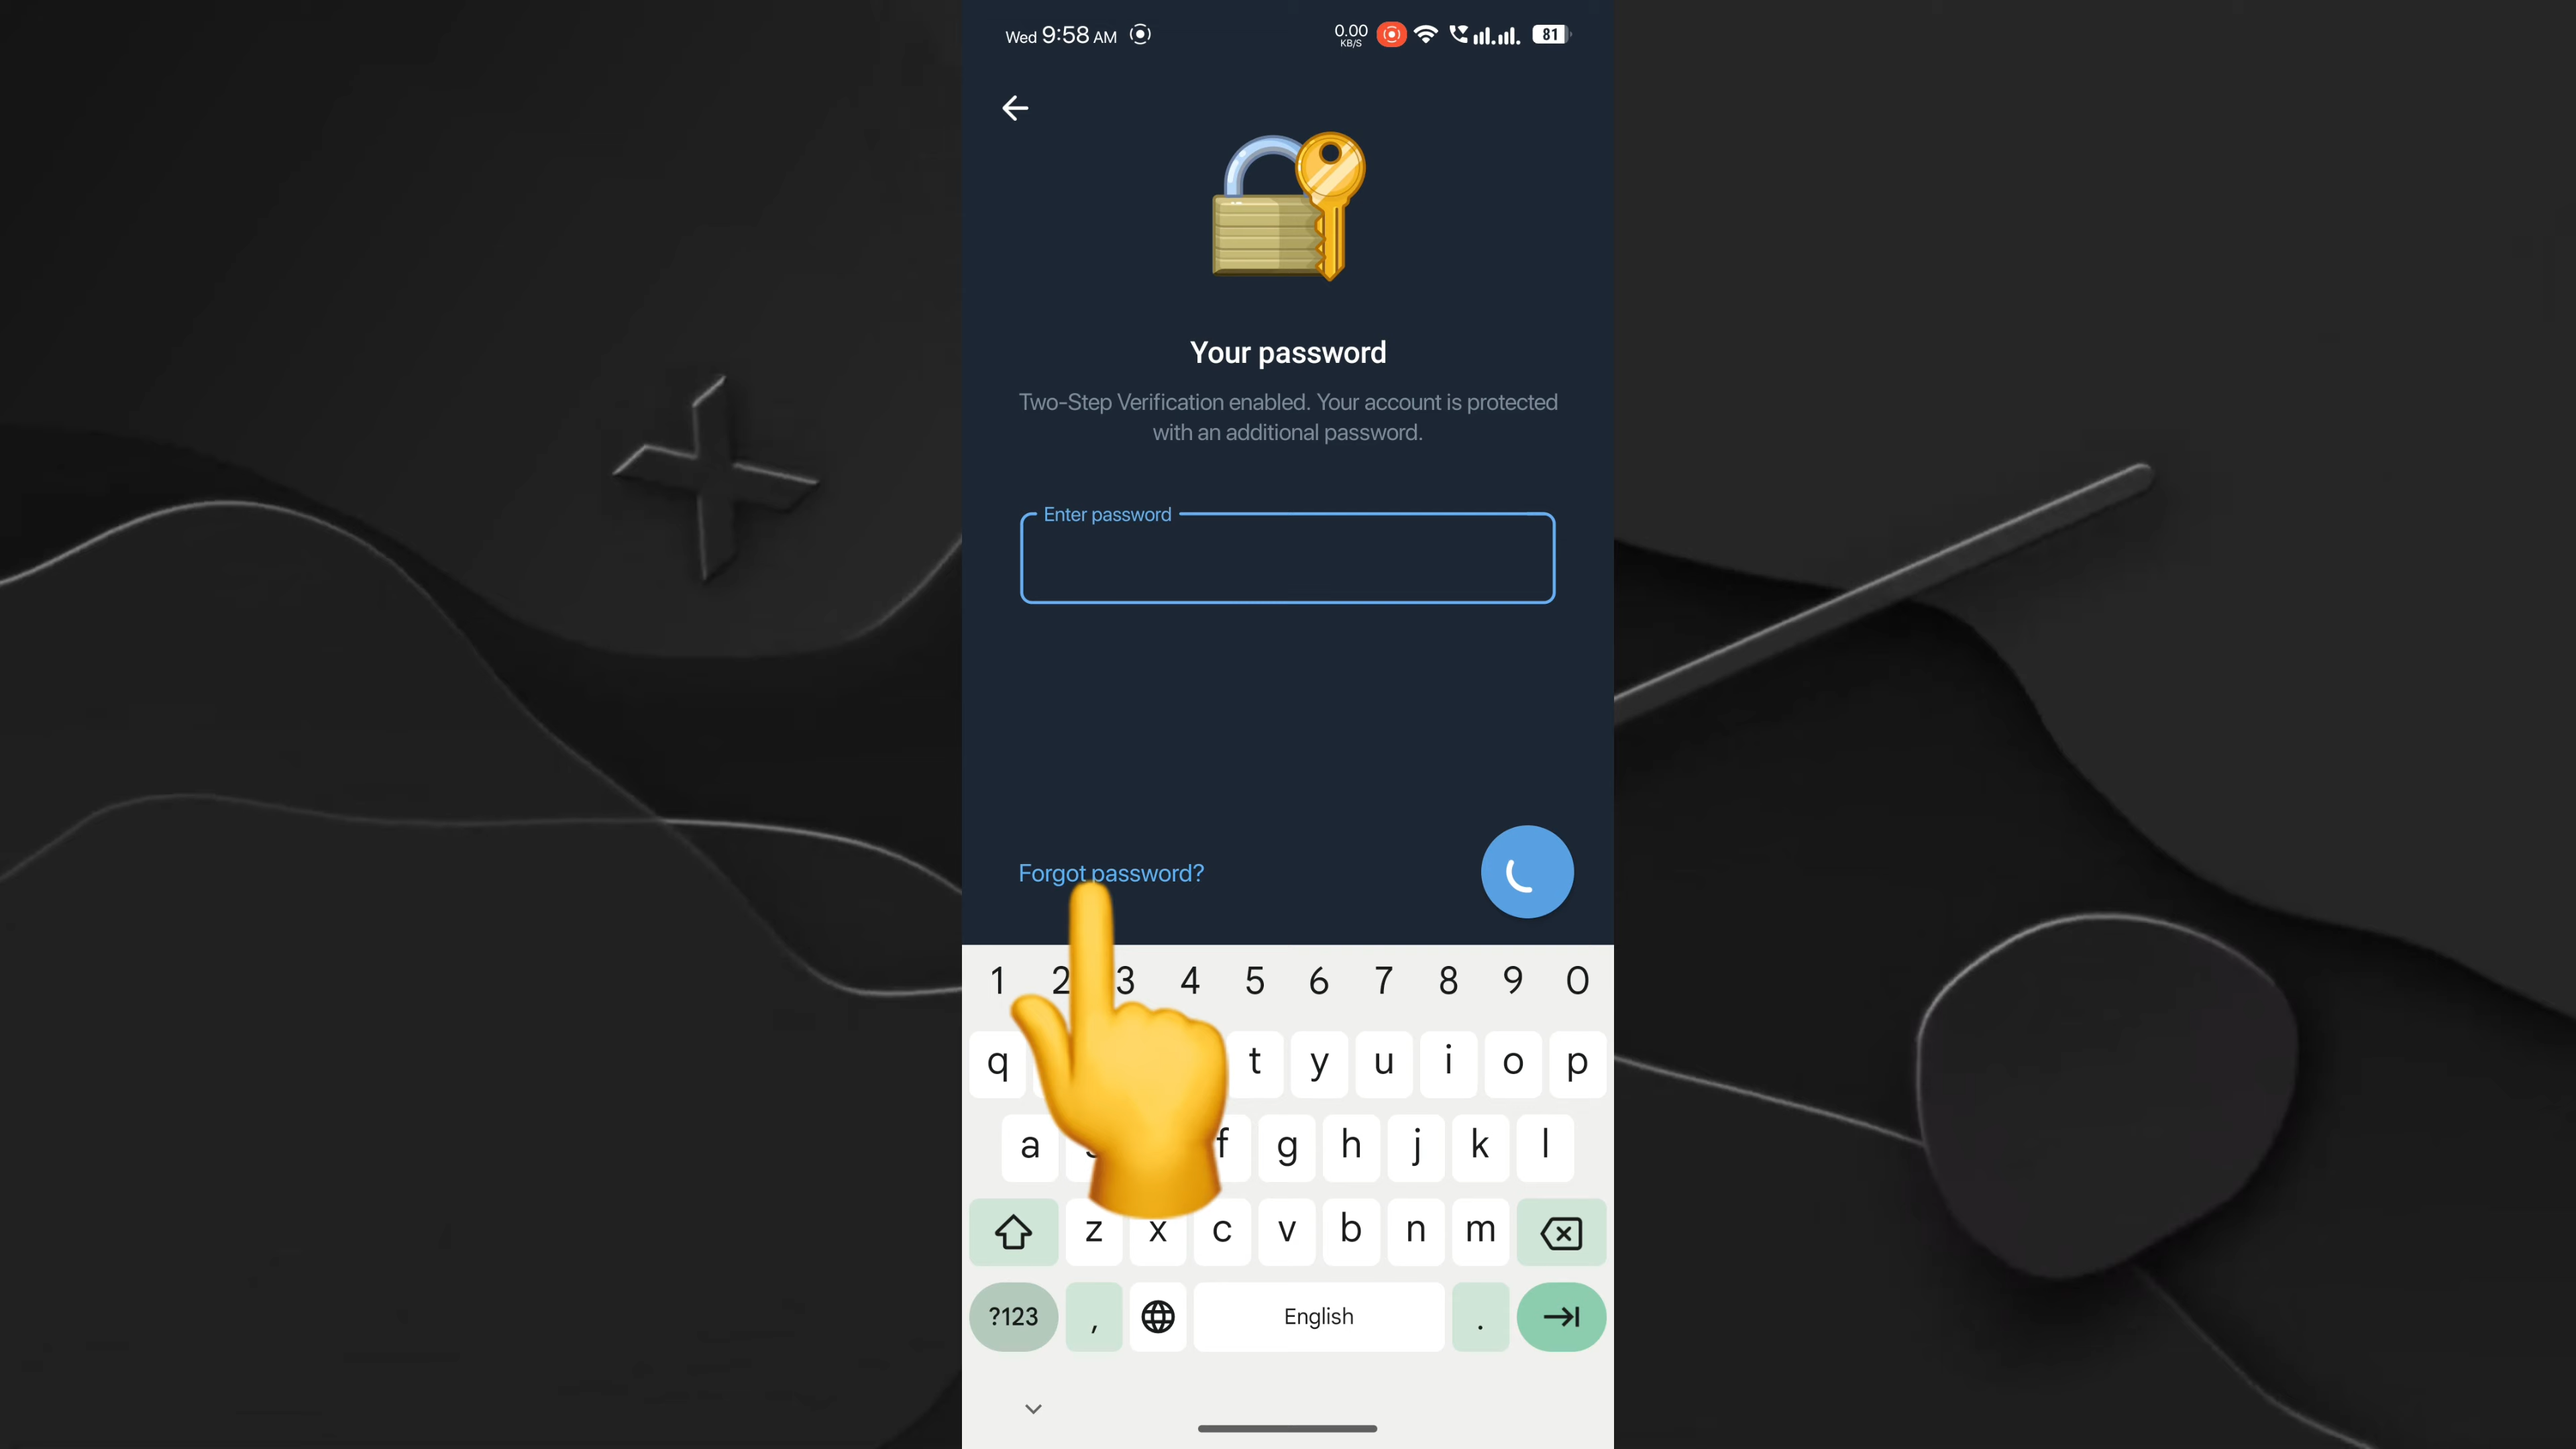 Wed 9:58 AM
0.00
KB/S
81
Your password
Two-Step Verification enabled. Your account is protected
with an additional password.
Enter password
Forgot password?
1 2 3 4 5 6 7 8 9 0
q t y u i o p
a f g h j k l
z x c v b n m
?123 , English .